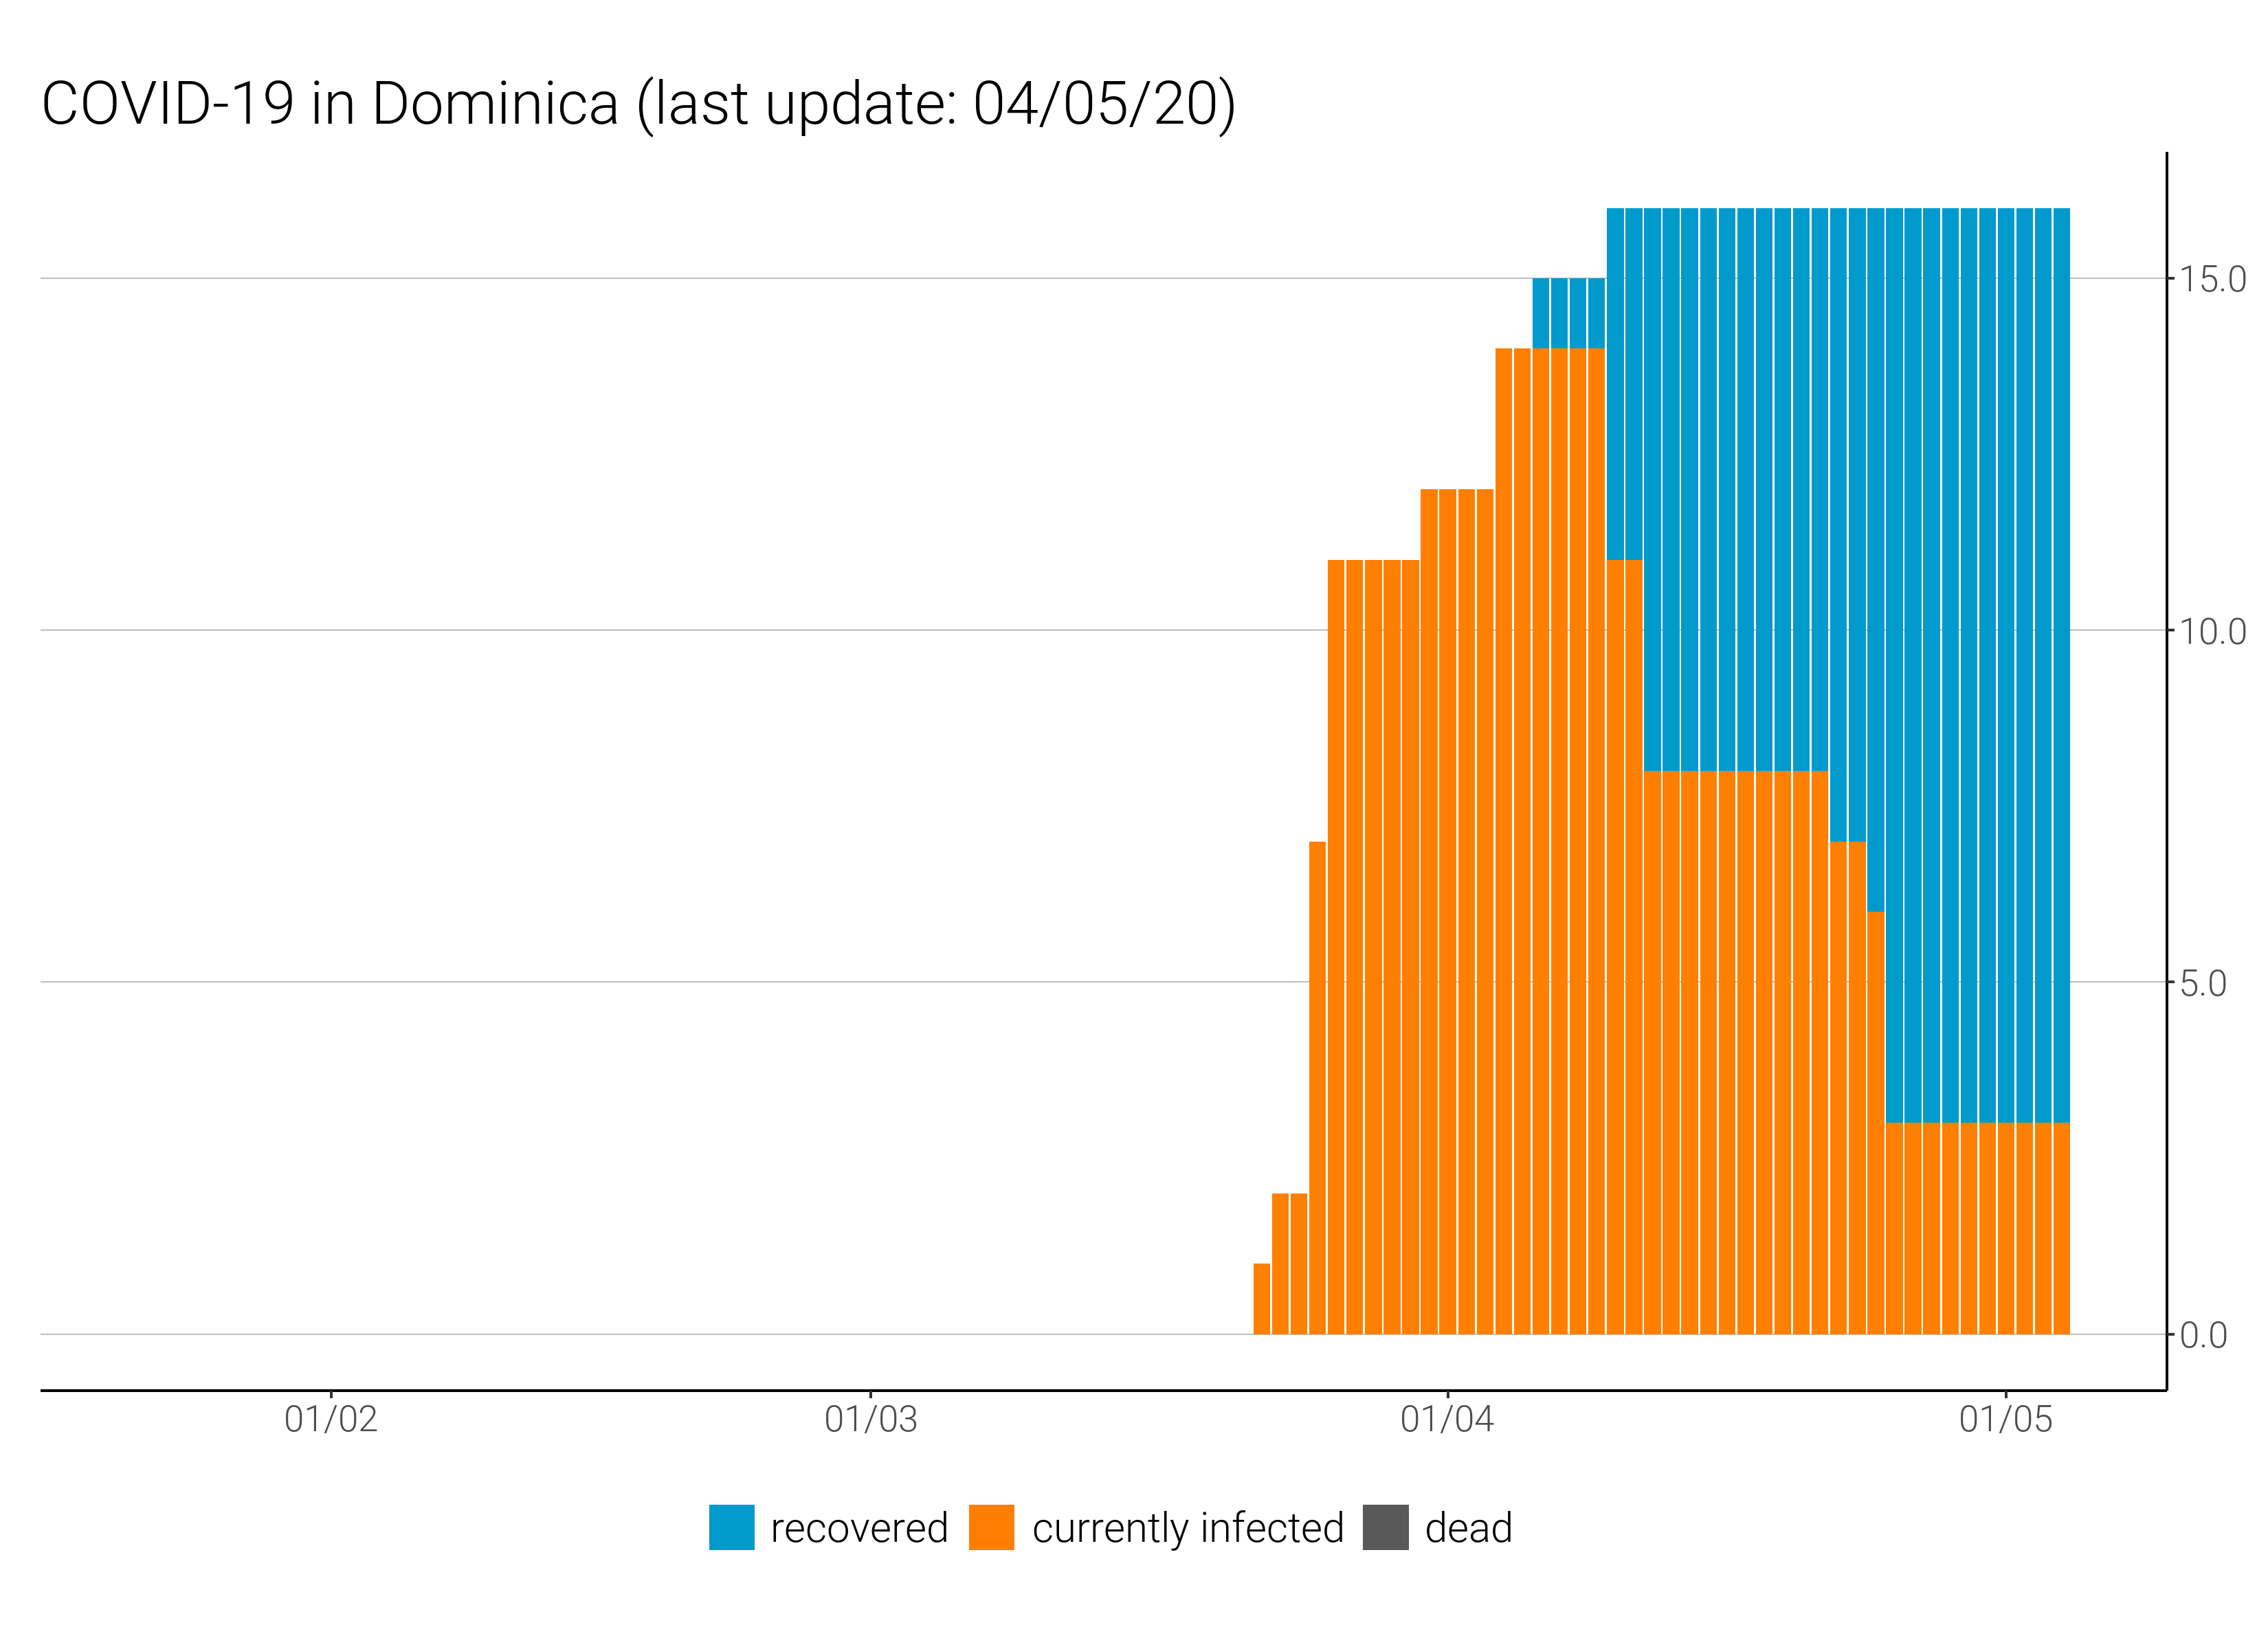 COVID-19 in Dominica (last update: 04/05/20)
15.0
10.0
5.0
0.0
01/02 01/03 01/04 01/05
recovered currently infected dead